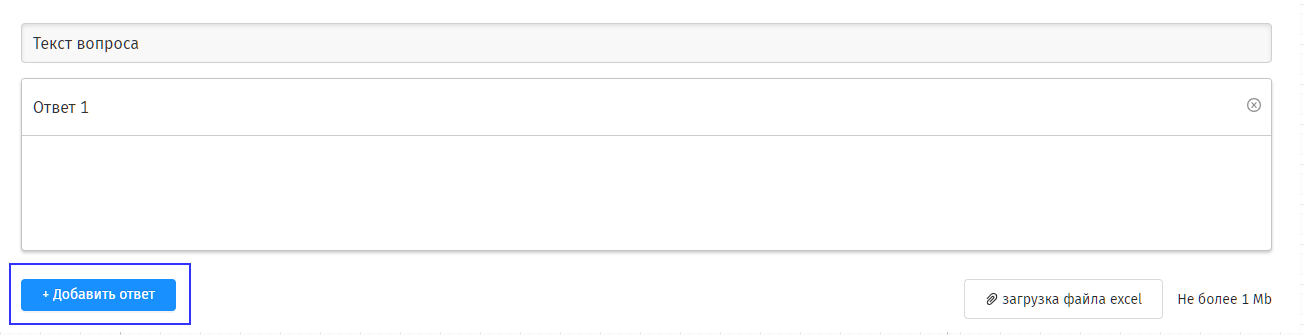 Текст вопроса
Ответ 1
+ Добавить ответ
загрузка файла excel
Не более 1 Mb